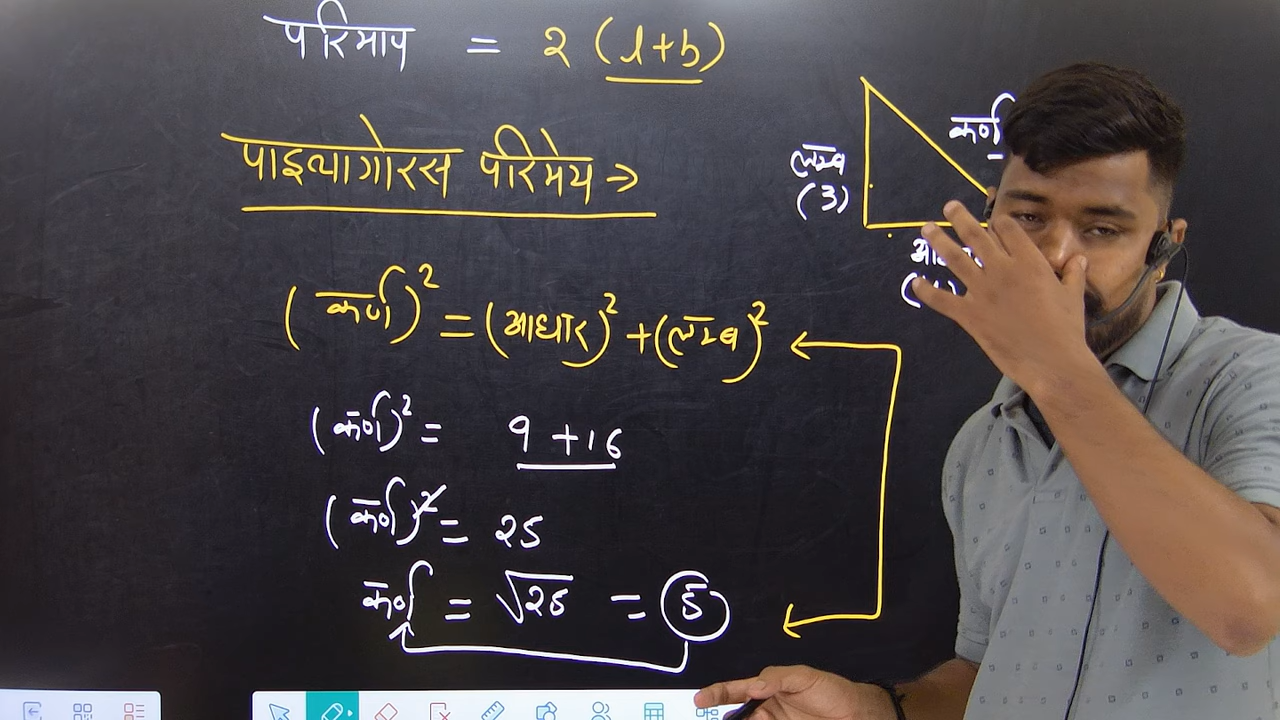 परिमाप = 2 (l+b)
पाइथागोरस परिमेय →
(कर्ण)² = (आधार)² + (लम्ब)²
(कर्ण)² = 9 + 16
(कर्ण)² = 25
कर्ण = √25 = 5
कर्ण
लम्ब
(3)